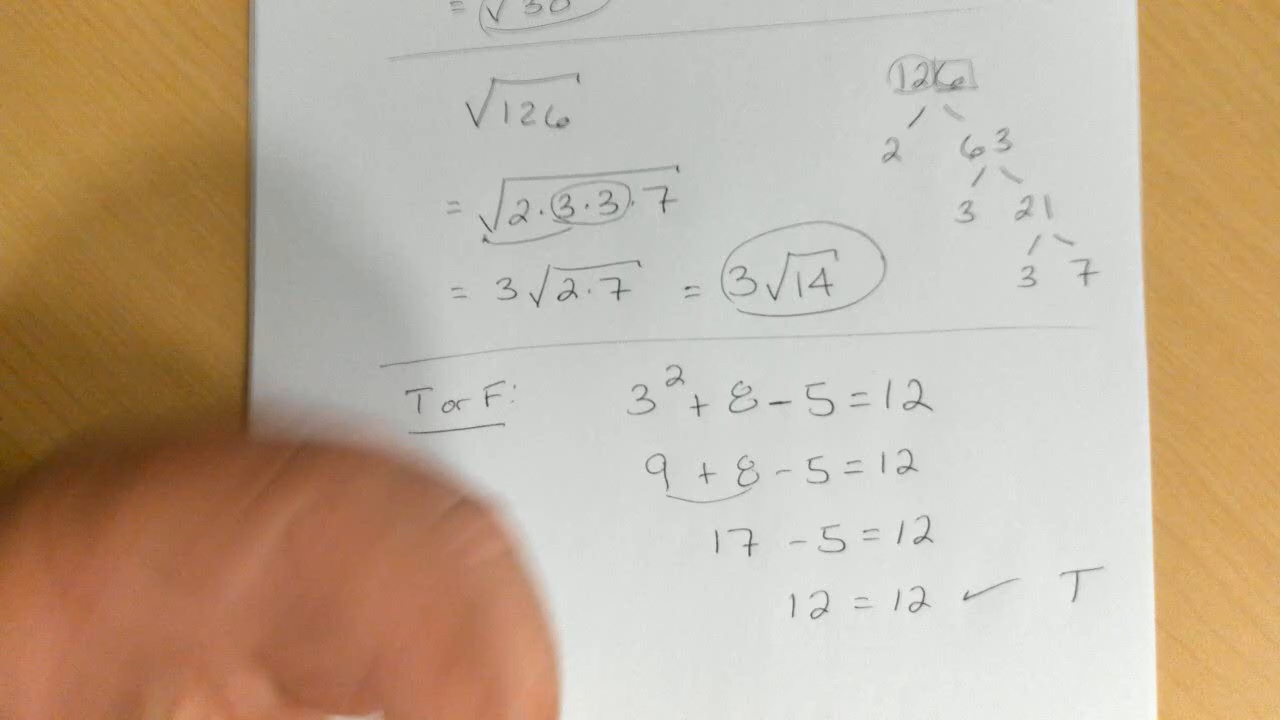 = √30
√126
126
2 63
= √2·3·3·7
3 21
= 3√2·7 = 3√14
3 7
T or F: 3² + 8 - 5 = 12
9 + 8 - 5 = 12
17 - 5 = 12
12 = 12 ✓ T